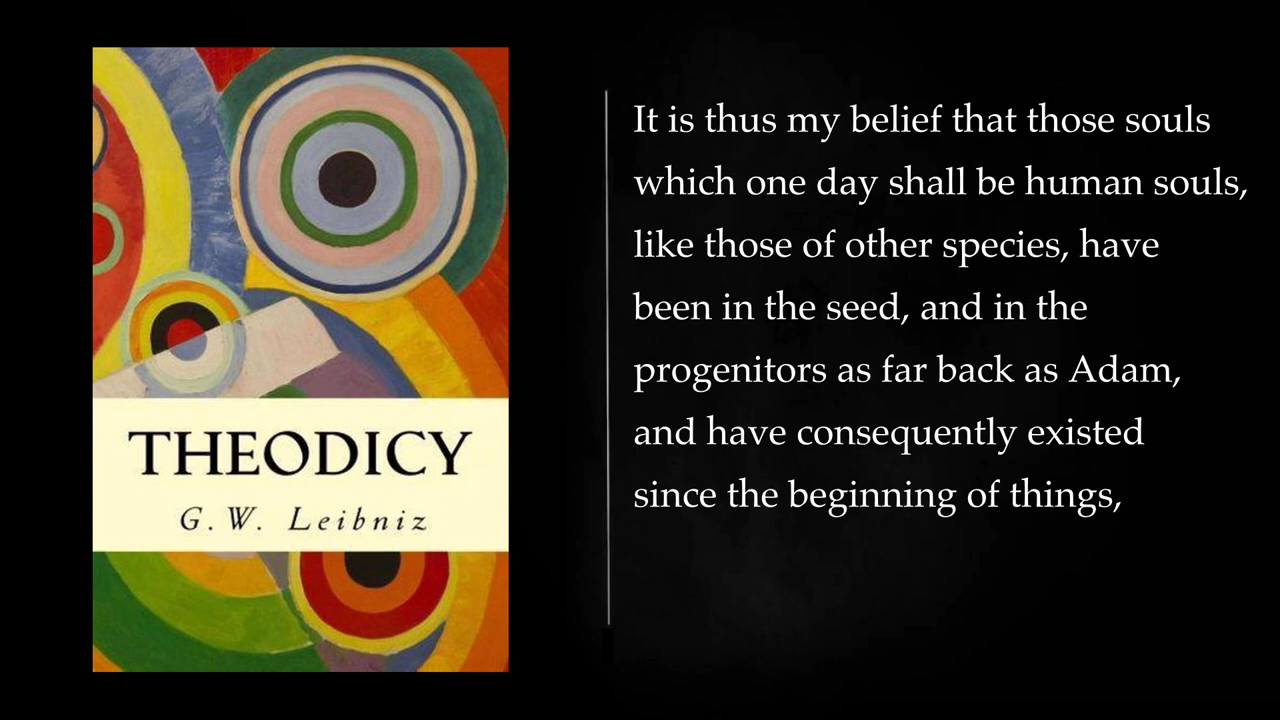 THEODICY
G. W. Leibniz
It is thus my belief that those souls
which one day shall be human souls,
like those of other species, have
been in the seed, and in the
progenitors as far back as Adam,
and have consequently existed
since the beginning of things,